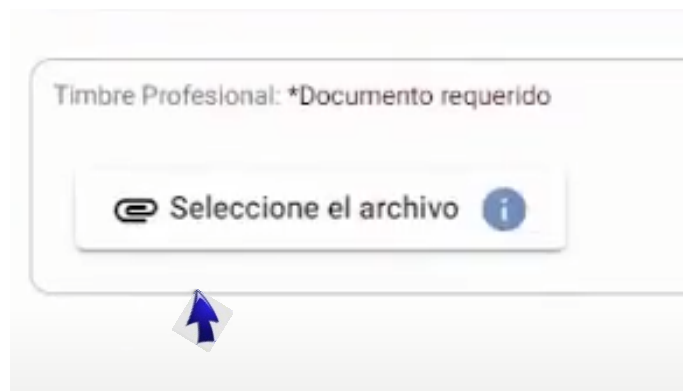 Timbre Profesional: *Documento requerido
Seleccione el archivo
i